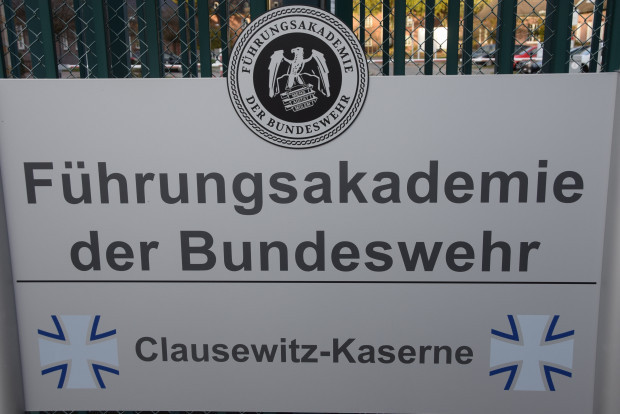 FÜHRUNGSAKADEMIE
DER BUNDESWEHR
Führungsakademie
der Bundeswehr
Clausewitz-Kaserne